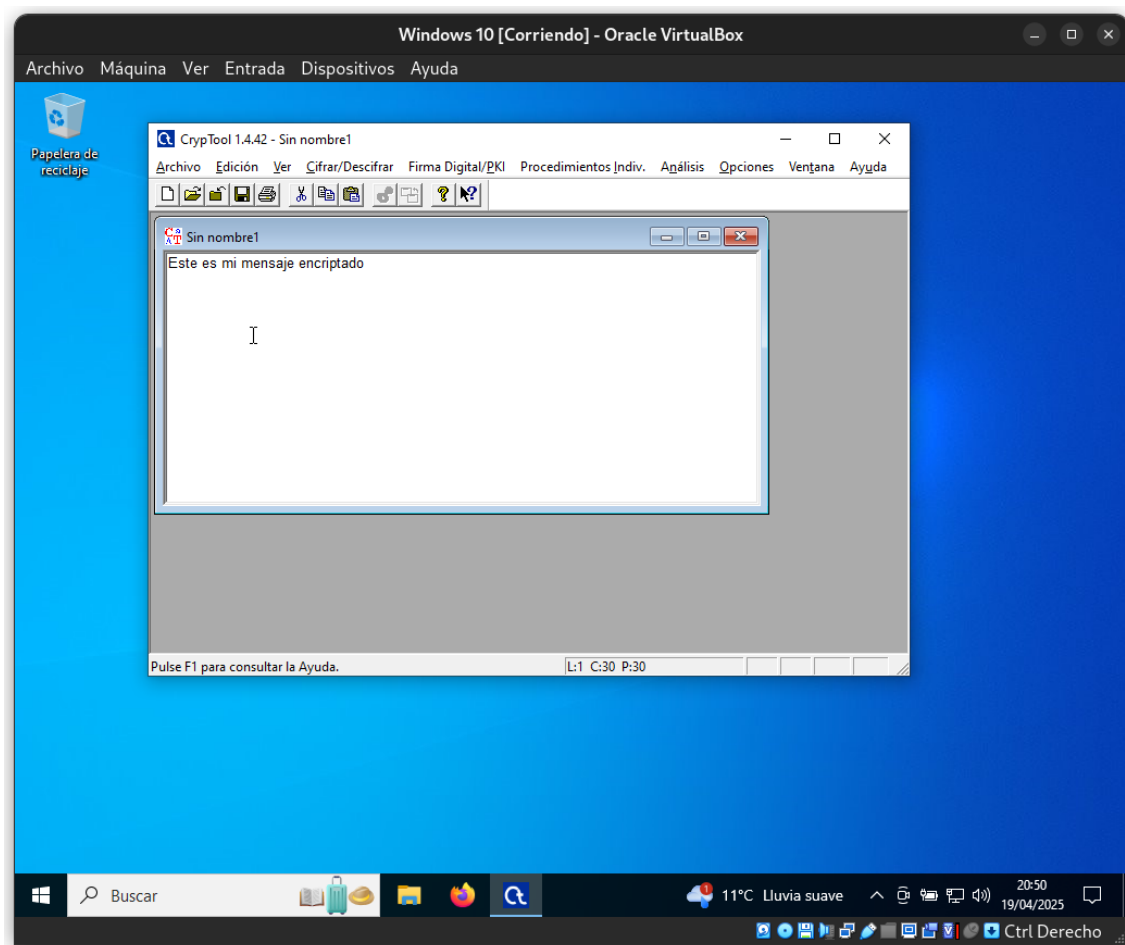 Windows 10 [Corriendo] - Oracle VirtualBox
Archivo Máquina Ver Entrada Dispositivos Ayuda
Papelera de
reciclaje
CrypTool 1.4.42 - Sin nombre1
Archivo Edición Ver Cifrar/Descifrar Firma Digital/PKI Procedimientos Indiv. Análisis Opciones Ventana Ayuda
Sin nombre1
Este es mi mensaje encriptado
Pulse F1 para consultar la Ayuda.
L:1 C:30 P:30
Buscar
1
11°C Lluvia suave
20:50
19/04/2025
Ctrl Derecho